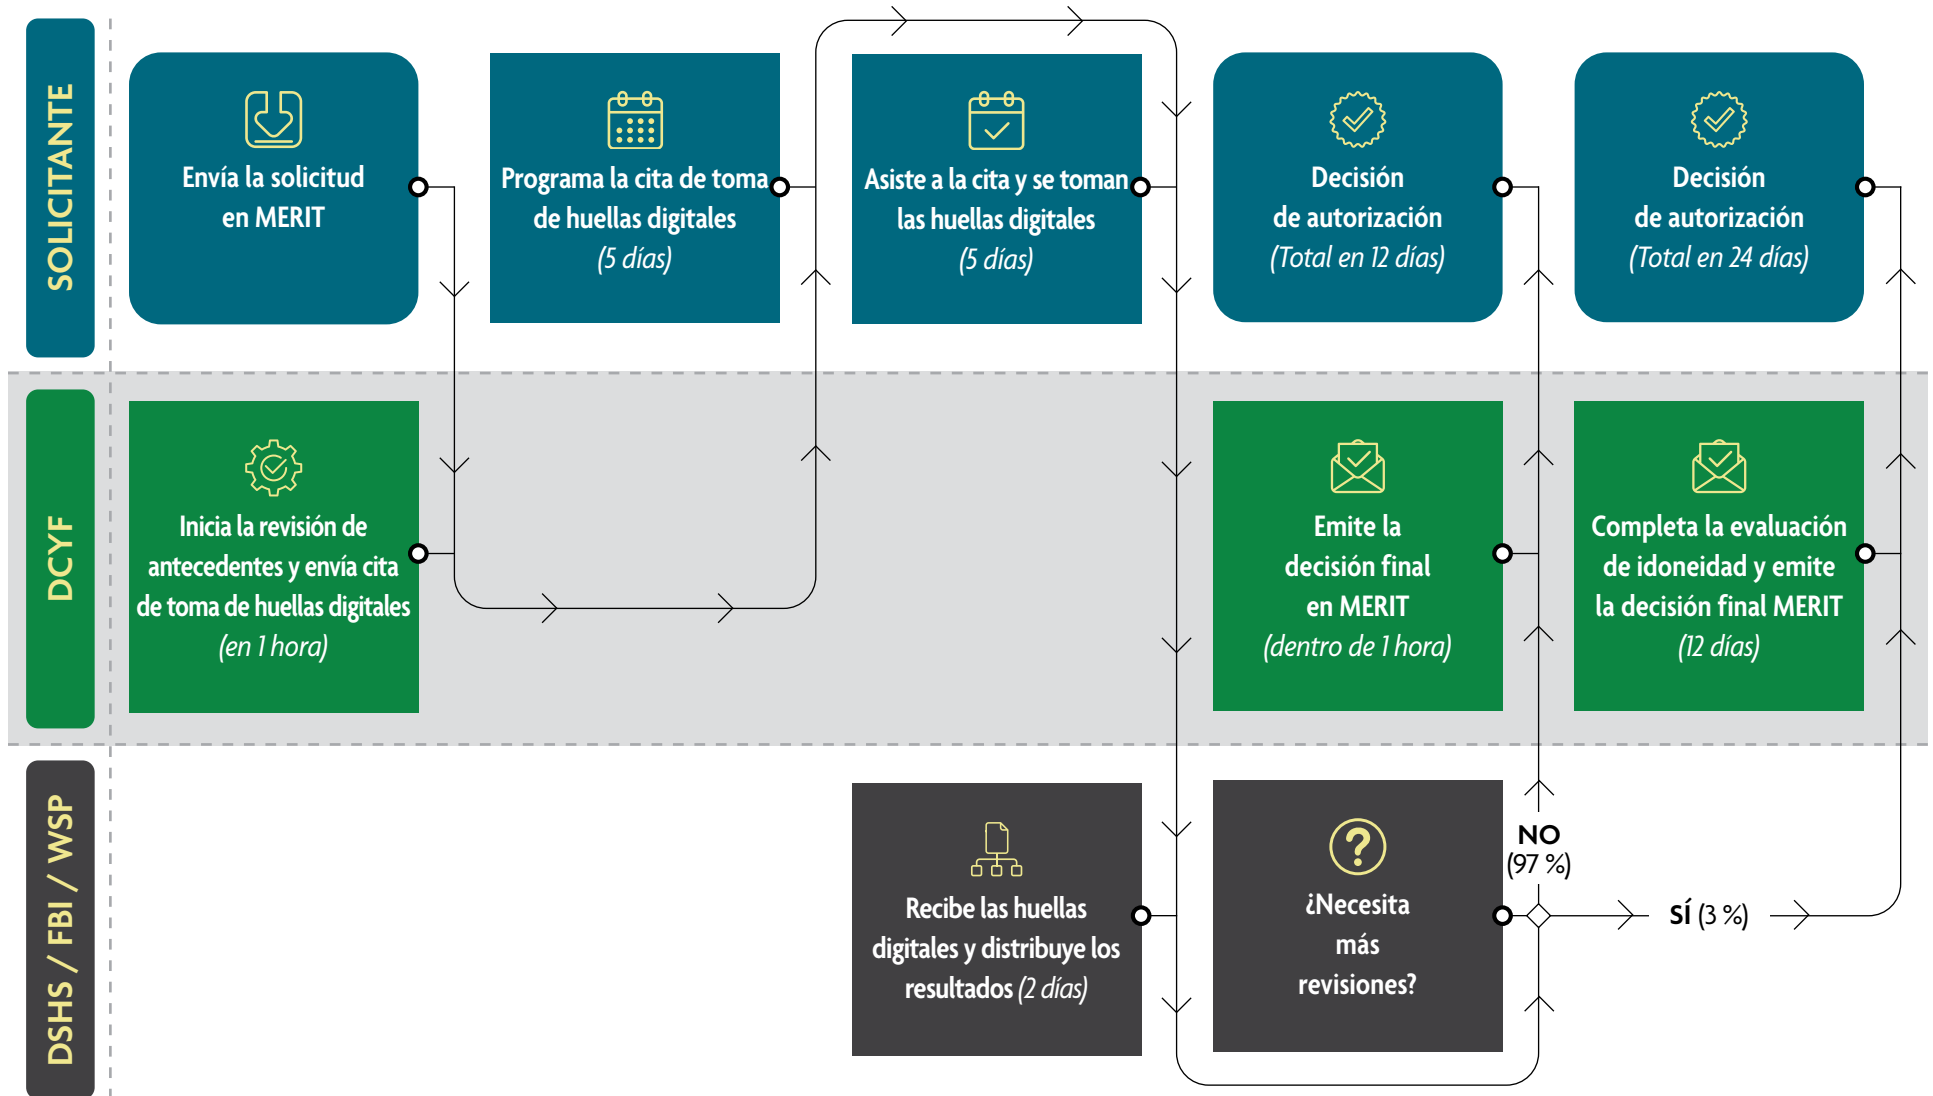 SOLICITANTE
Envía la solicitud
en MERIT
Programa la cita de toma
de huellas digitales
(5 días)
Asiste a la cita y se toman
las huellas digitales
(5 días)
Decisión
de autorización
(Total en 12 días)
Decisión
de autorización
(Total en 24 días)
DCYF
Inicia la revisión de
antecedentes y envía cita
de toma de huellas digitales
(en 1 hora)
Emite la
decisión final
en MERIT
(dentro de 1 hora)
Completa la evaluación
de idoneidad y emite
la decisión final MERIT
(12 días)
DSHS / FBI / WSP
Recibe las huellas
digitales y distribuye los
resultados (2 días)
¿Necesita
más
revisiones?
NO
(97 %)
SÍ (3 %)